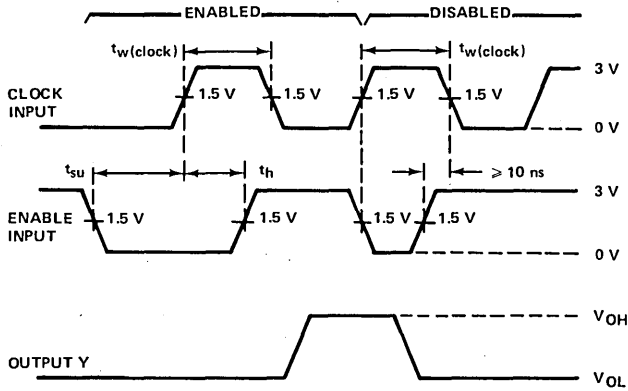 ENABLED DISABLED
tw(clock) tw(clock)
3 V
CLOCK INPUT
1.5 V 1.5 V 1.5 V 1.5 V
0 V
tsu th ≥ 10 ns
3 V
ENABLE INPUT
1.5 V 1.5 V 1.5 V 1.5 V
0 V
VOH
OUTPUT Y
VOL